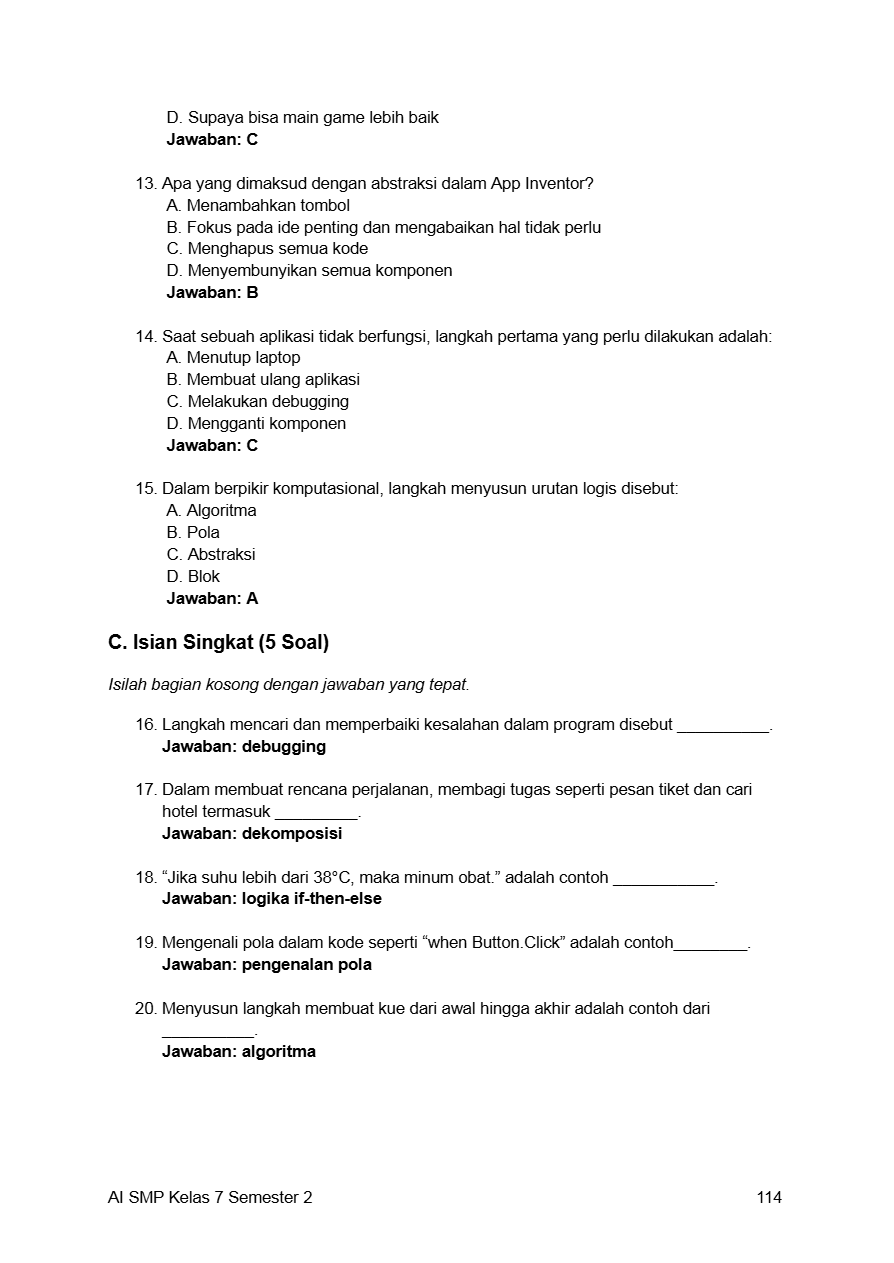 D. Supaya bisa main game lebih baik
Jawaban: C
13. Apa yang dimaksud dengan abstraksi dalam App Inventor?
A. Menambahkan tombol
B. Fokus pada ide penting dan mengabaikan hal tidak perlu
C. Menghapus semua kode
D. Menyembunyikan semua komponen
Jawaban: B
14. Saat sebuah aplikasi tidak berfungsi, langkah pertama yang perlu dilakukan adalah:
A. Menutup laptop
B. Membuat ulang aplikasi
C. Melakukan debugging
D. Mengganti komponen
Jawaban: C
15. Dalam berpikir komputasional, langkah menyusun urutan logis disebut:
A. Algoritma
B. Pola
C. Abstraksi
D. Blok
Jawaban: A
C. Isian Singkat (5 Soal)
Isilah bagian kosong dengan jawaban yang tepat.
16. Langkah mencari dan memperbaiki kesalahan dalam program disebut __________.
Jawaban: debugging
17. Dalam membuat rencana perjalanan, membagi tugas seperti pesan tiket dan cari
hotel termasuk _________.
Jawaban: dekomposisi
18. “Jika suhu lebih dari 38°C, maka minum obat.” adalah contoh ___________.
Jawaban: logika if-then-else
19. Mengenali pola dalam kode seperti “when Button.Click” adalah contoh________.
Jawaban: pengenalan pola
20. Menyusun langkah membuat kue dari awal hingga akhir adalah contoh dari
__________.
Jawaban: algoritma
AI SMP Kelas 7 Semester 2 114